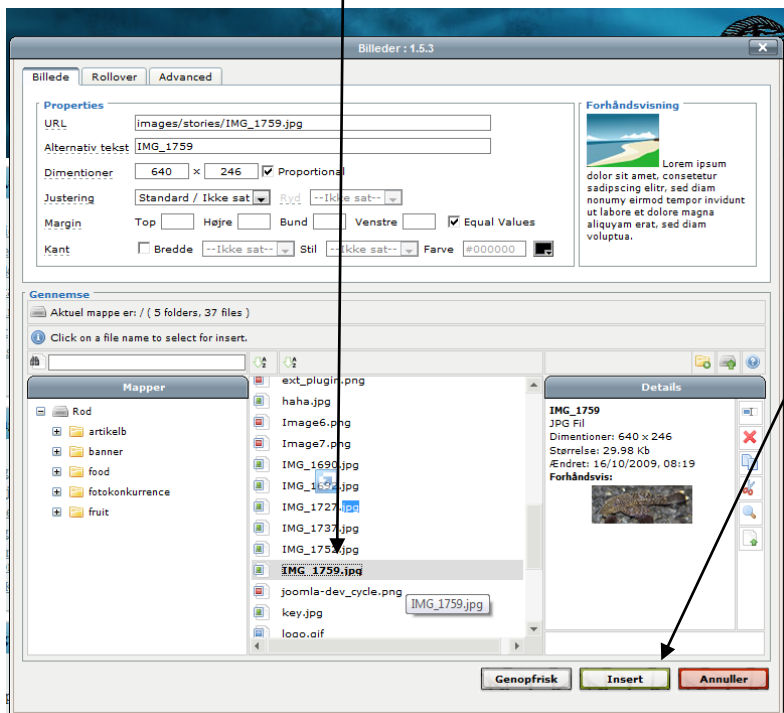 Billeder : 1.5.3
Billede Rollover Advanced
Properties
URL images/stories/IMG_1759.jpg
Alternativ tekst IMG_1759
Dimentioner 640 x 246 Proportional
Justering Standard / Ikke sat Ryd --Ikke sat--
Margin Top Højre Bund Venstre Equal Values
Kant Bredde --Ikke sat-- Stil --Ikke sat-- Farve #000000
Forhåndsvisning
Lorem ipsum
dolor sit amet, consetetur
sadipscing elitr, sed diam
nonumy eirmod tempor invidunt
ut labore et dolore magna
aliquyam erat, sed diam
voluptua.
Gennemse
Aktuel mappe er: / ( 5 folders, 37 files )
Click on a file name to select for insert.
Mapper
Rod
artikelb
banner
food
fotokonkurrence
fruit
ext_plugin.png
haha.jpg
Image6.png
Image7.png
IMG_1690.jpg
IMG_1692.jpg
IMG_1727.jpg
IMG_1737.jpg
IMG_1752.jpg
IMG_1759.jpg
joomla-dev_cycle.png
IMG_1759.jpg
key.jpg
logo.gif
Details
IMG_1759
JPG Fil
Dimentioner: 640 x 246
Størrelse: 29.98 Kb
Ændret: 16/10/2009, 08:19
Forhåndsvis:
Genopfrisk Insert Annuller